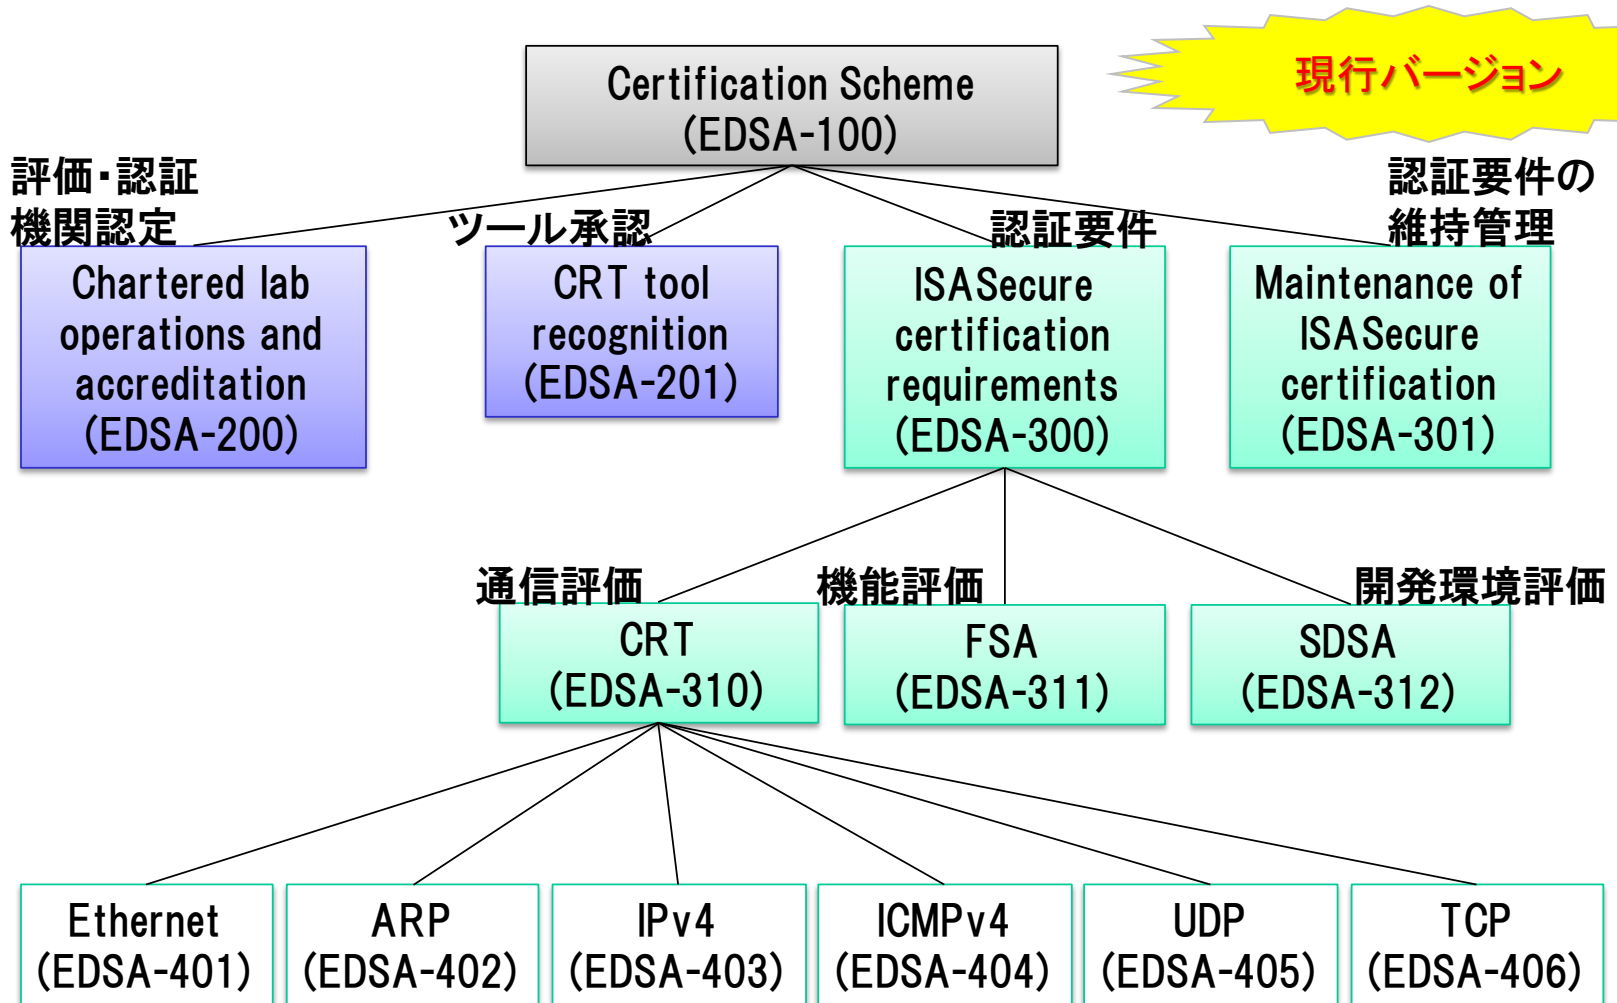 現行バージョン
Certification Scheme
(EDSA-100)
評価・認証
機関認定
ツール承認
認証要件
認証要件の
維持管理
Chartered lab
operations and
accreditation
(EDSA-200)
CRT tool
recognition
(EDSA-201)
ISASecure
certification
requirements
(EDSA-300)
Maintenance of
ISASecure
certification
(EDSA-301)
通信評価
機能評価
開発環境評価
CRT
(EDSA-310)
FSA
(EDSA-311)
SDSA
(EDSA-312)
Ethernet
(EDSA-401)
ARP
(EDSA-402)
IPv4
(EDSA-403)
ICMPv4
(EDSA-404)
UDP
(EDSA-405)
TCP
(EDSA-406)